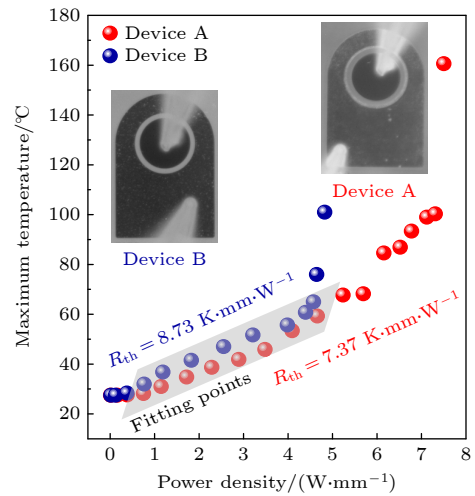 180
160
140
120
100
80
60
40
20
Maximum temperature/℃
Device A
Device B
Device A
Device B
R_th = 8.73 K·mm·W⁻¹
R_th = 7.37 K·mm·W⁻¹
Fitting points
0 1 2 3 4 5 6 7 8
Power density/(W·mm⁻¹)